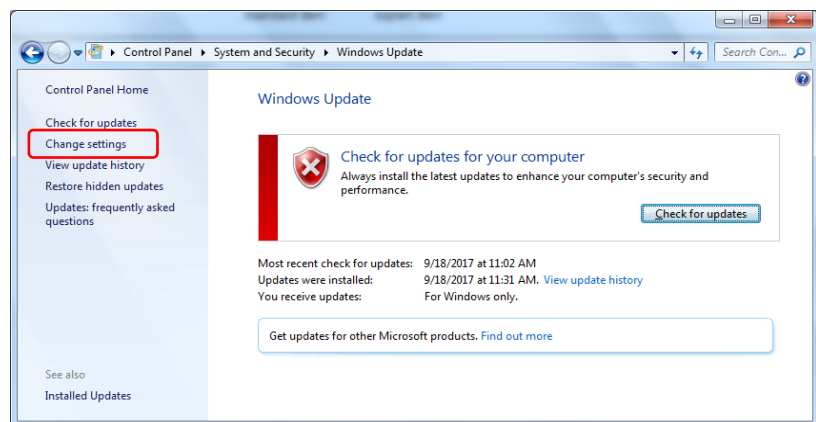 Control Panel ▸ System and Security ▸ Windows Update
Search Con...
Control Panel Home
Check for updates
Change settings
View update history
Restore hidden updates
Updates: frequently asked
questions
See also
Installed Updates
Windows Update
Check for updates for your computer
Always install the latest updates to enhance your computer's security and
performance.
Check for updates
Most recent check for updates: 9/18/2017 at 11:02 AM
Updates were installed: 9/18/2017 at 11:31 AM. View update history
You receive updates: For Windows only.
Get updates for other Microsoft products. Find out more